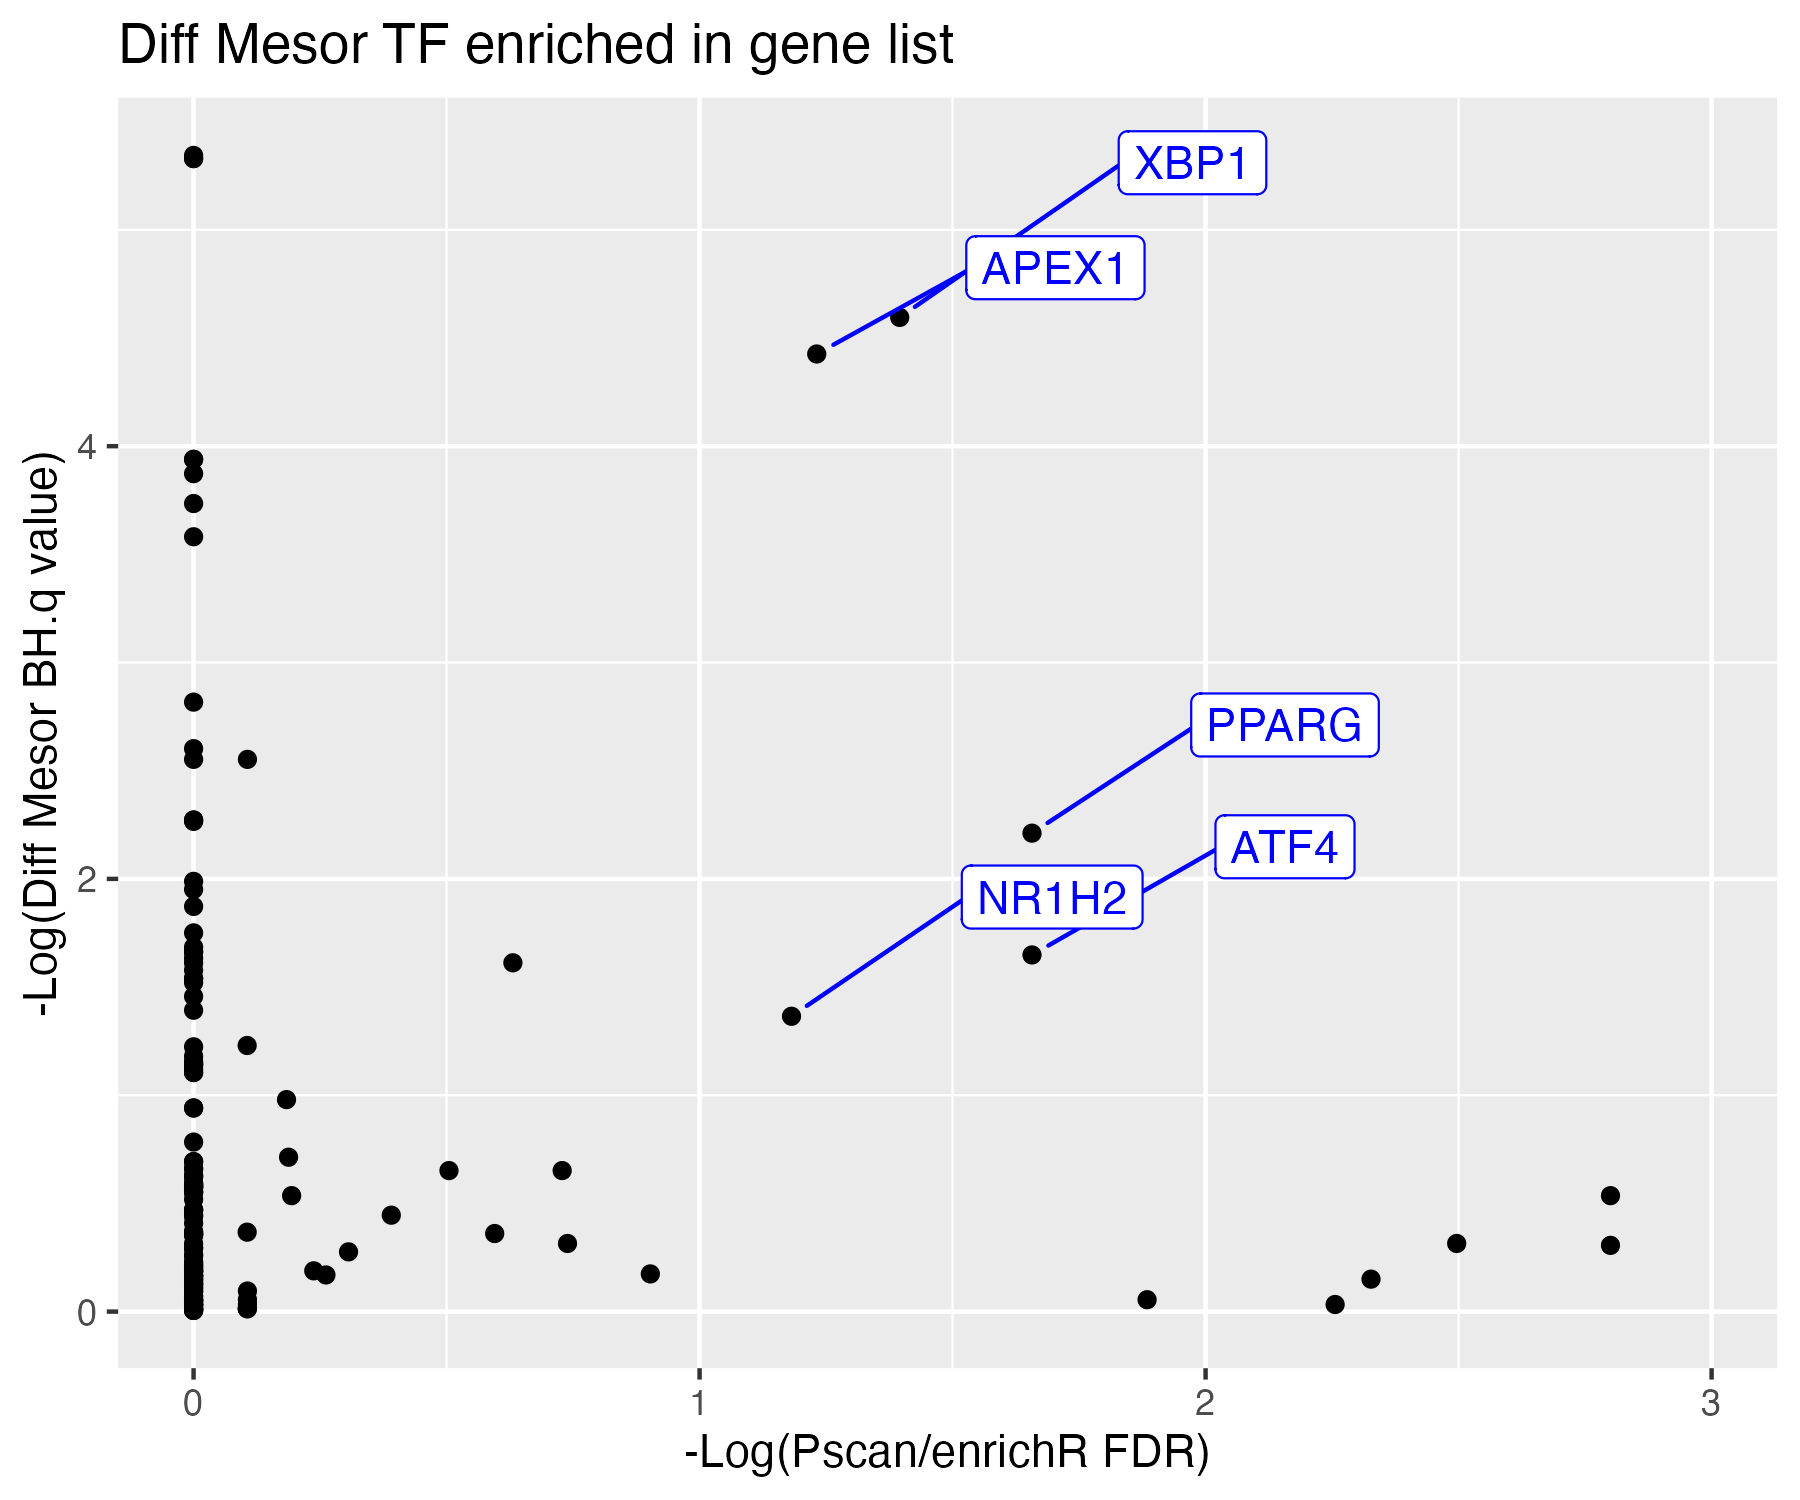 Diff Mesor TF enriched in gene list
XBP1
APEX1
PPARG
ATF4
NR1H2
-Log(Diff Mesor BH.q value)
4
2
0
0 1 2 3
-Log(Pscan/enrichR FDR)